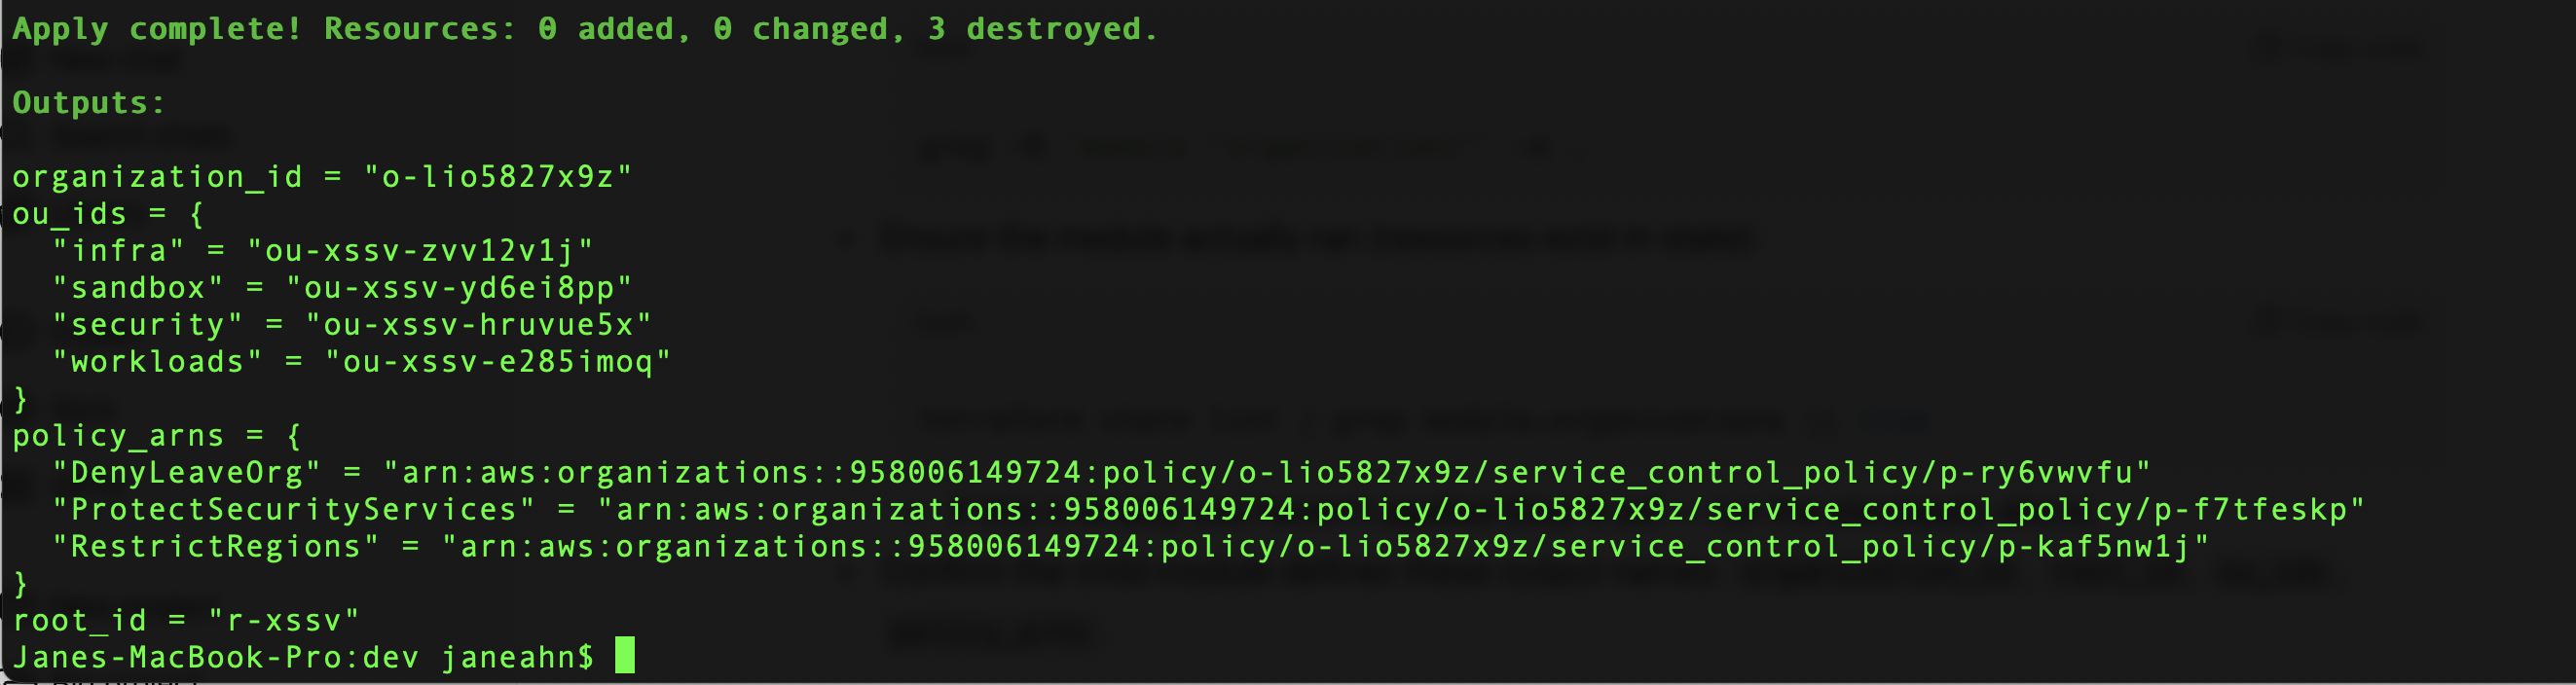 Apply complete! Resources: 0 added, 0 changed, 3 destroyed.
Outputs:
organization_id = "o-lio5827x9z"
ou_ids = {
  "infra" = "ou-xssv-zvv12v1j"
  "sandbox" = "ou-xssv-yd6ei8pp"
  "security" = "ou-xssv-hruvue5x"
  "workloads" = "ou-xssv-e285imoq"
}
policy_arns = {
  "DenyLeaveOrg" = "arn:aws:organizations::958006149724:policy/o-lio5827x9z/service_control_policy/p-ry6vwvfu"
  "ProtectSecurityServices" = "arn:aws:organizations::958006149724:policy/o-lio5827x9z/service_control_policy/p-f7tfeskp"
  "RestrictRegions" = "arn:aws:organizations::958006149724:policy/o-lio5827x9z/service_control_policy/p-kaf5nw1j"
}
root_id = "r-xssv"
Janes-MacBook-Pro:dev janeahn$